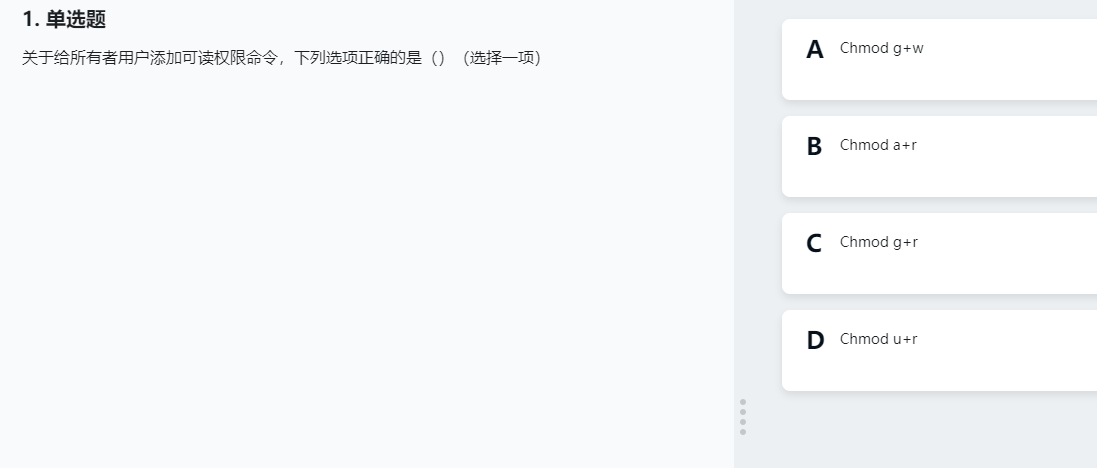 1. 单选题
关于给所有者用户添加可读权限命令，下列选项正确的是（）（选择一项）
A Chmod g+w
B Chmod a+r
C Chmod g+r
D Chmod u+r